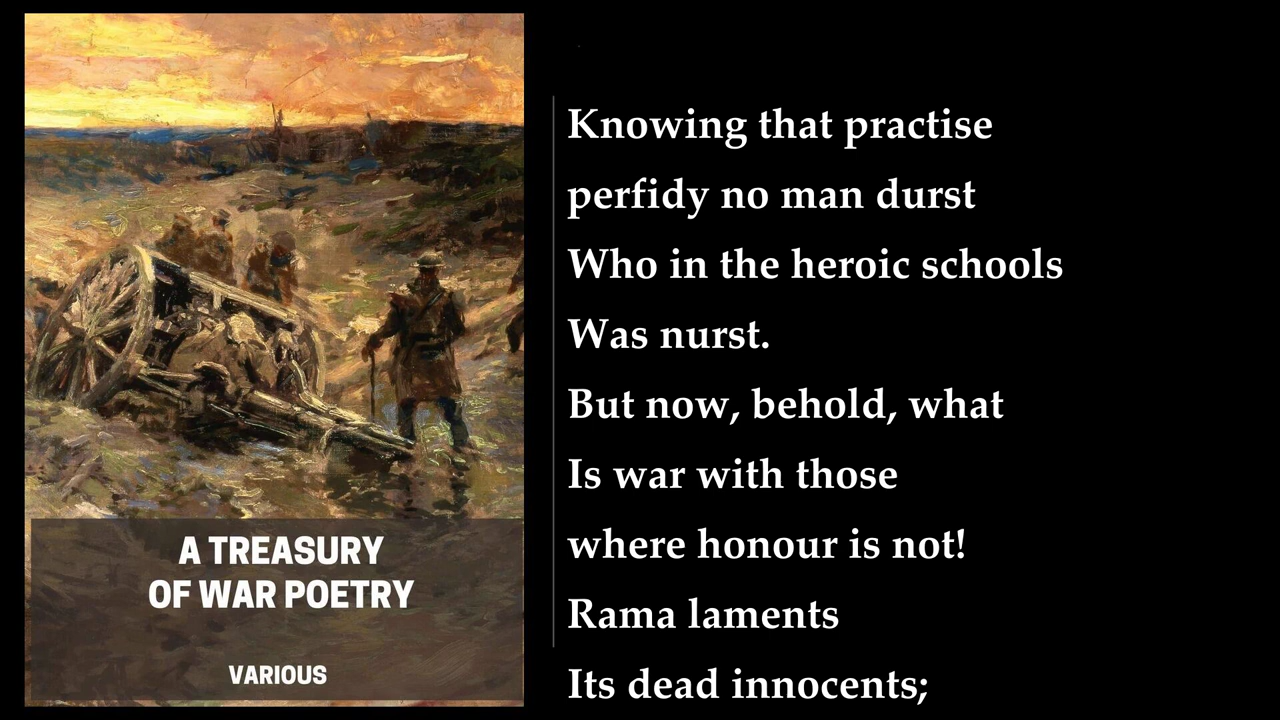 A TREASURY
OF WAR POETRY
VARIOUS
Knowing that practise
perfidy no man durst
Who in the heroic schools
Was nurst.
But now, behold, what
Is war with those
where honour is not!
Rama laments
Its dead innocents;